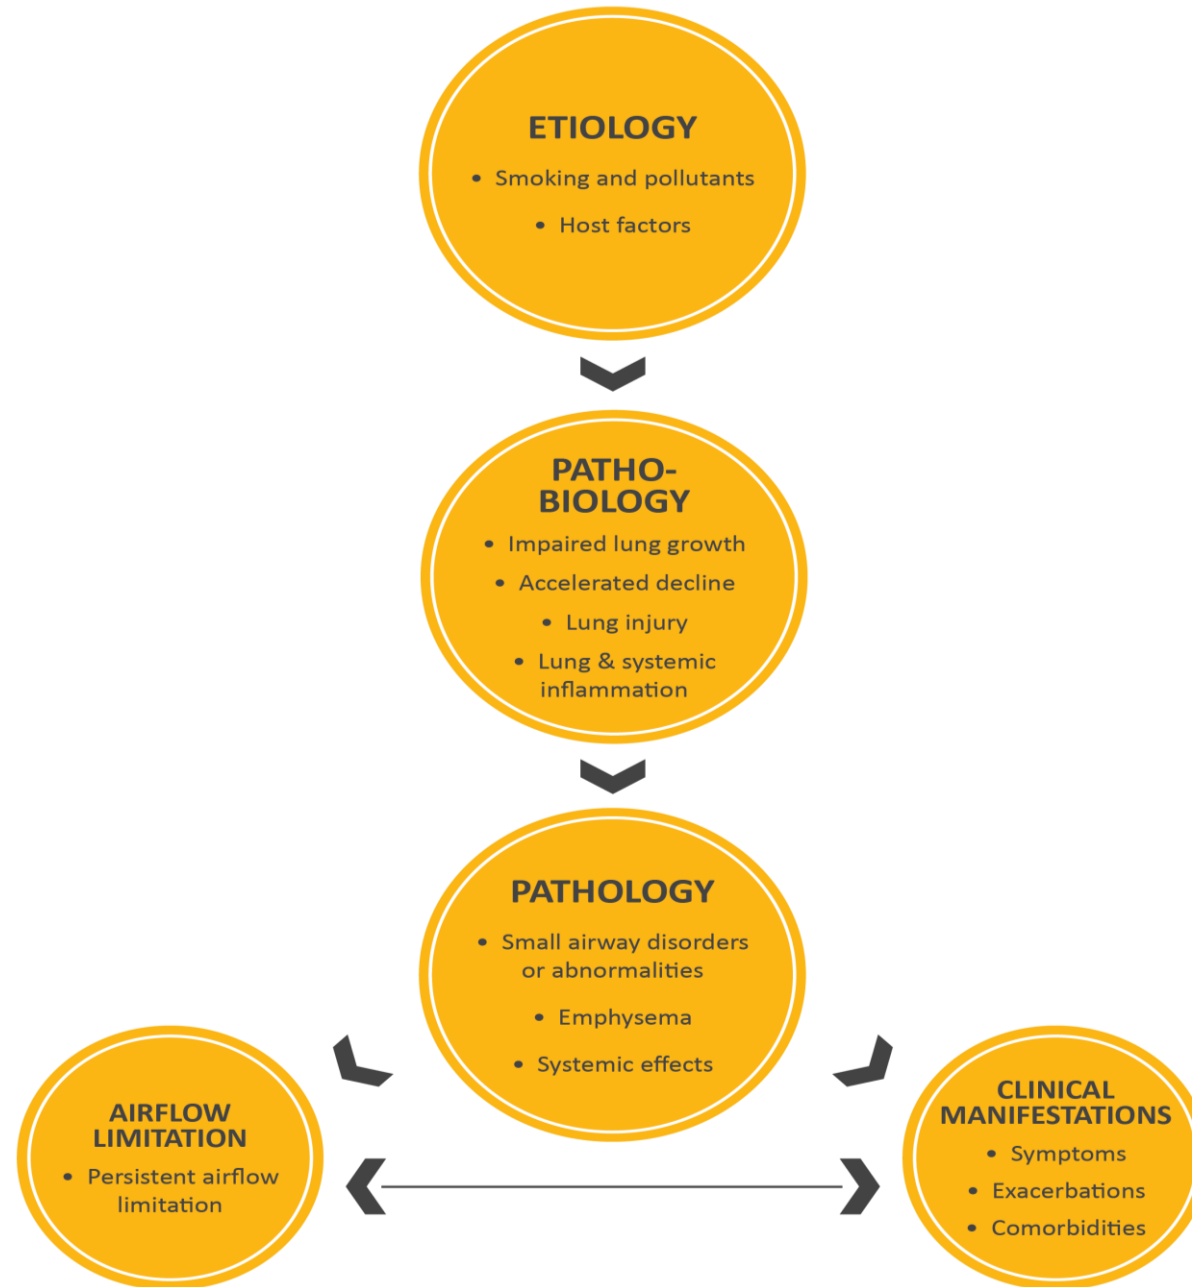 ETIOLOGY
• Smoking and pollutants
• Host factors
PATHO-
BIOLOGY
• Impaired lung growth
• Accelerated decline
• Lung injury
• Lung & systemic
inflammation
PATHOLOGY
• Small airway disorders
or abnormalities
• Emphysema
• Systemic effects
AIRFLOW
LIMITATION
• Persistent airflow
limitation
CLINICAL
MANIFESTATIONS
• Symptoms
• Exacerbations
• Comorbidities